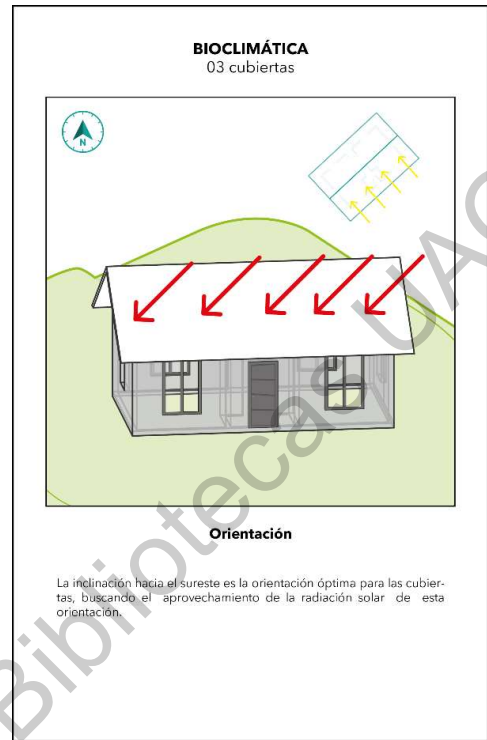 BIOCLIMÁTICA
03 cubiertas
N
Orientación
La inclinación hacia el sureste es la orientación óptima para las cubier-
tas, buscando el aprovechamiento de la radiación solar de esta
orientación.
Bibliotecas UAQ